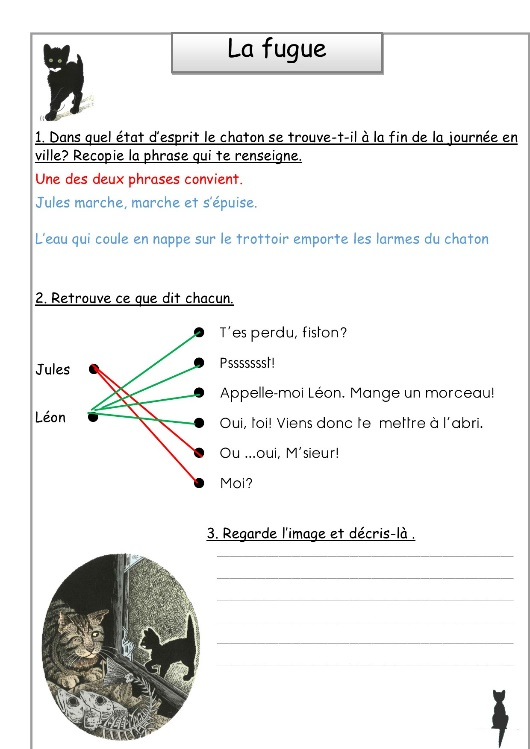 La fugue
1. Dans quel état d'esprit le chaton se trouve-t-il à la fin de la journée en
ville? Recopie la phrase qui te renseigne.
Une des deux phrases convient.
Jules marche, marche et s'épuise.
L'eau qui coule en nappe sur le trottoir emporte les larmes du chaton
2. Retrouve ce que dit chacun.
T'es perdu, fiston?
Psssssst!
Jules
Appelle-moi Léon. Mange un morceau!
Léon
Oui, toi! Viens donc te mettre à l'abri.
Ou ...oui, M'sieur!
Moi?
3. Regarde l'image et décris-là .